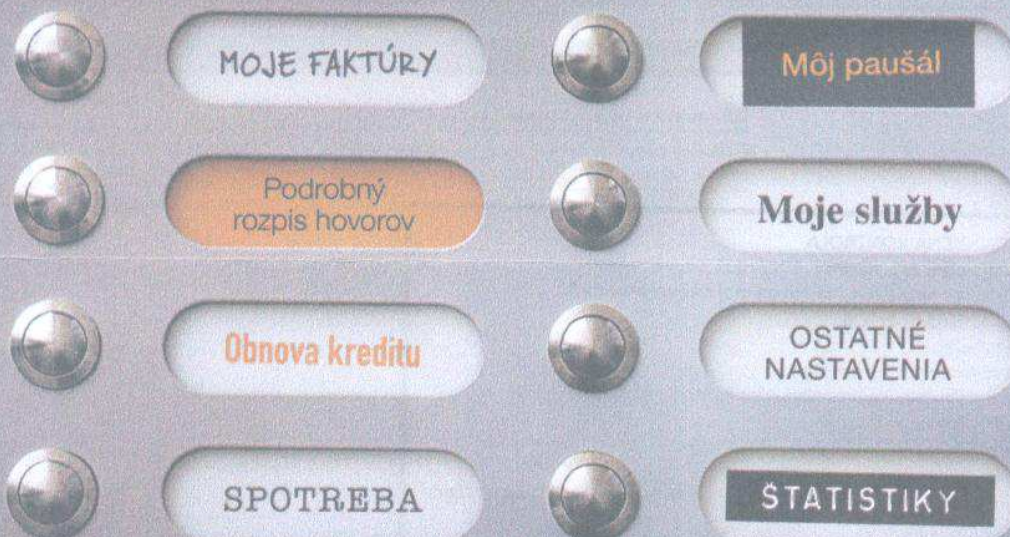 MOJE FAKTÚRY
Môj paušál
Podrobný
rozpis hovorov
Moje služby
Obnova kreditu
OSTATNÉ
NASTAVENIA
SPOTREBA
ŠTATISTIKY